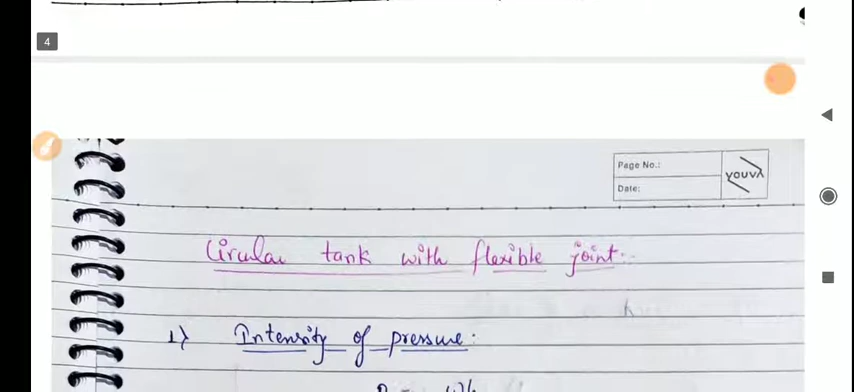 4
Page No.:
Date:
YOUVA
Circular tank with flexible joint:-
1) Intensity of pressure: